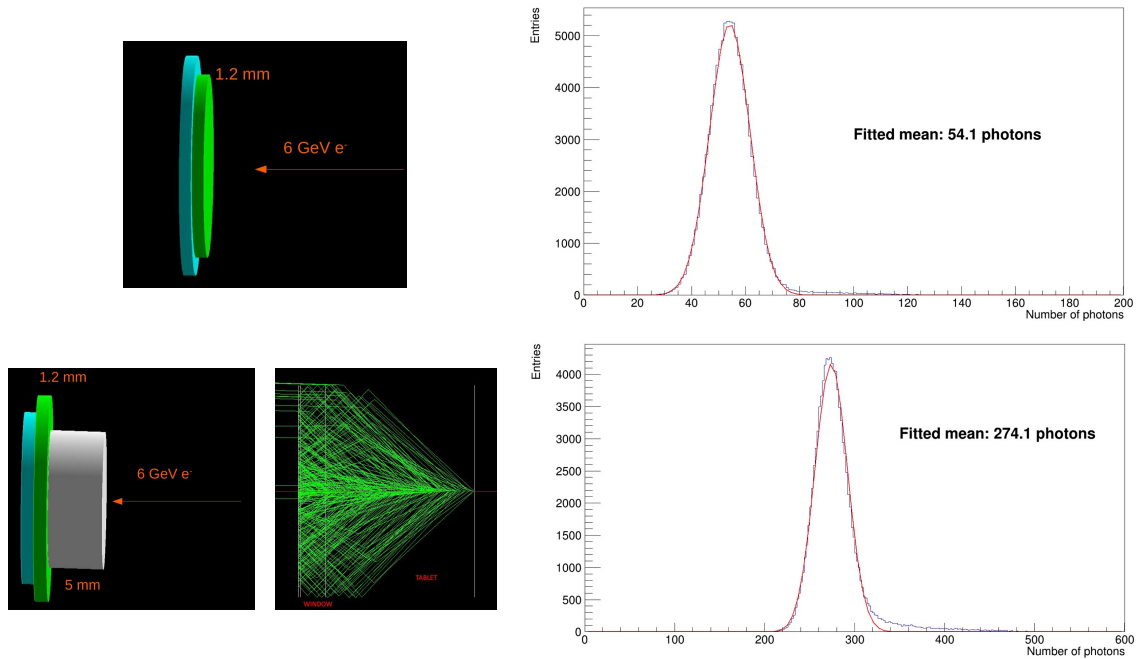 1.2 mm
6 GeV e-
Entries
5000
4000
3000
2000
1000
0
Fitted mean: 54.1 photons
0 20 40 60 80 100 120 140 160 180 200
Number of photons
1.2 mm
6 GeV e-
5 mm
TABLET
WINDOW
Entries
4000
3500
3000
2500
2000
1500
1000
500
0
Fitted mean: 274.1 photons
0 100 200 300 400 500 600
Number of photons